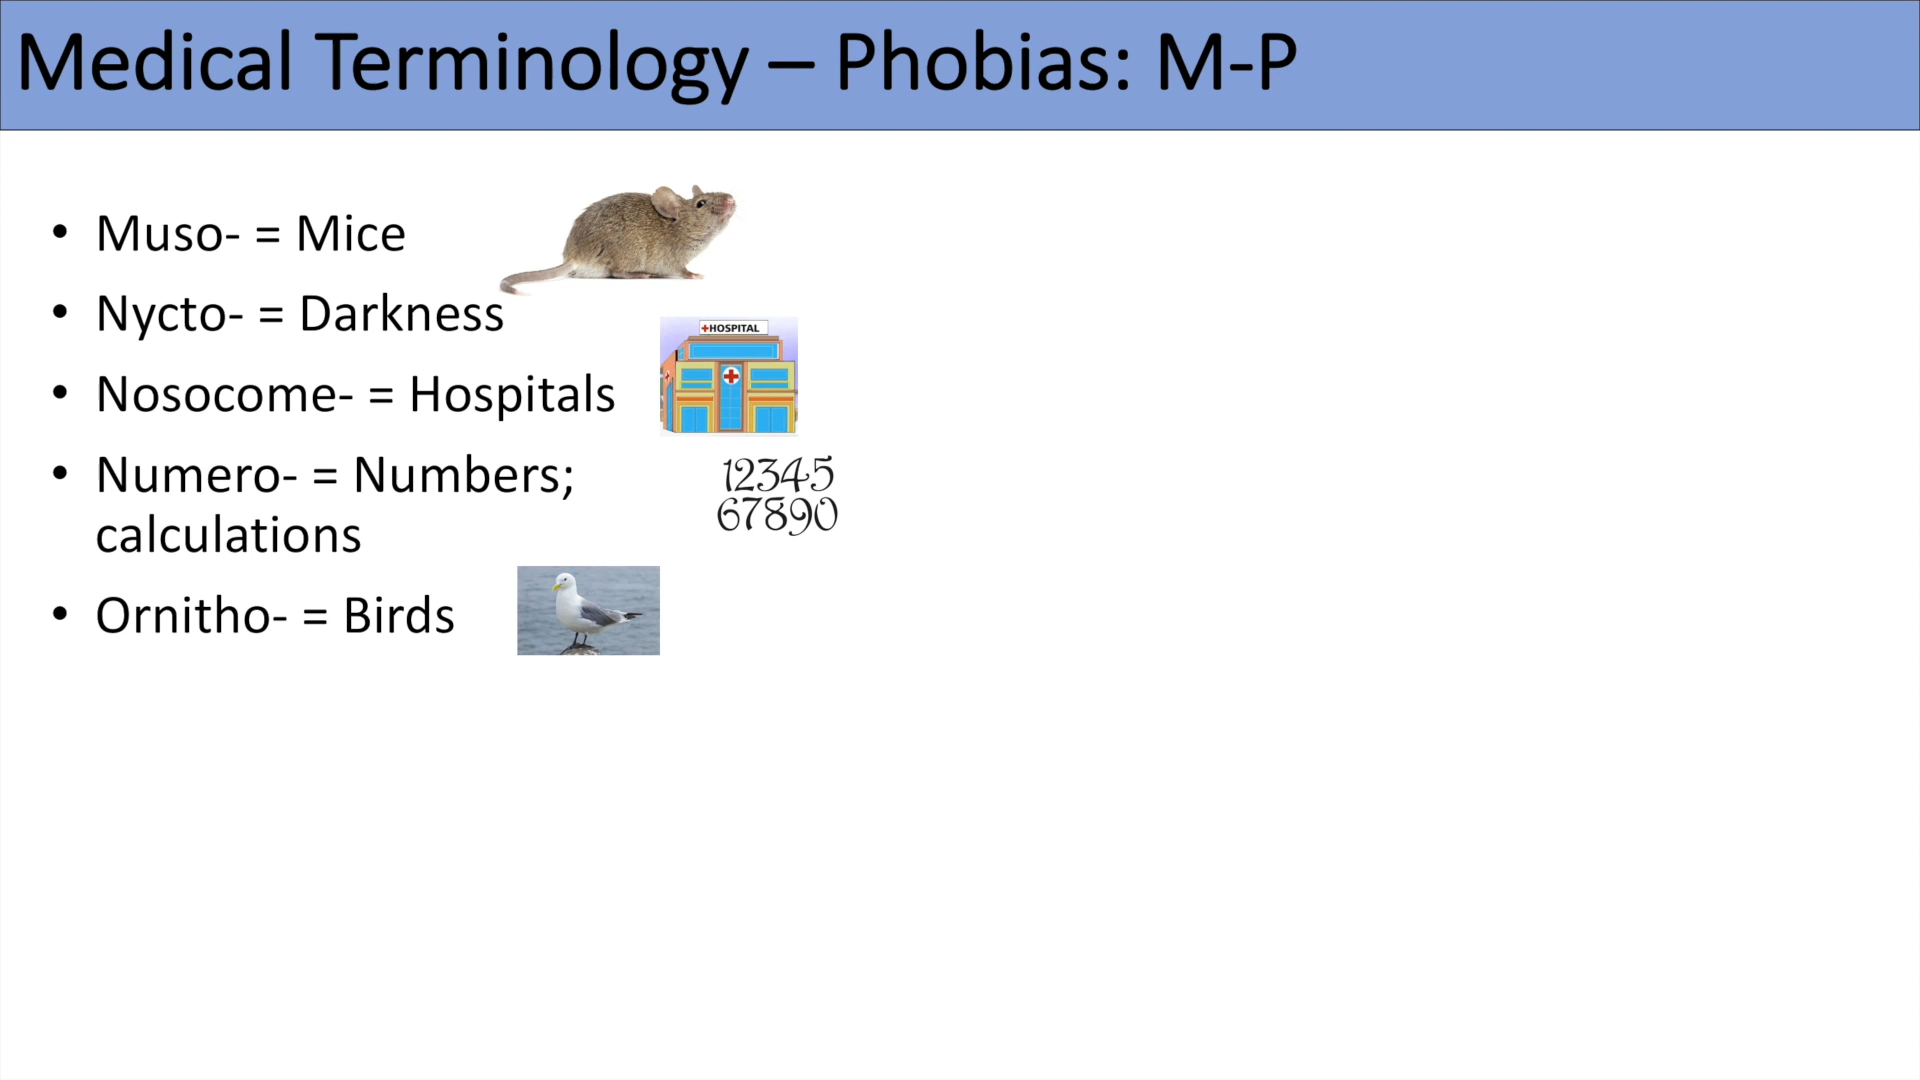 Medical Terminology – Phobias: M-P
• Muso- = Mice
• Nycto- = Darkness
+HOSPITAL
• Nosocome- = Hospitals
• Numero- = Numbers;
calculations
12345
67890
• Ornitho- = Birds